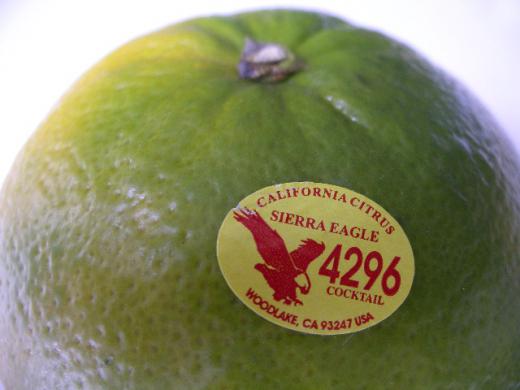 CALIFORNIA CITRUS
SIERRA EAGLE
4296
COCKTAIL
WOODLAKE, CA 93247 USA